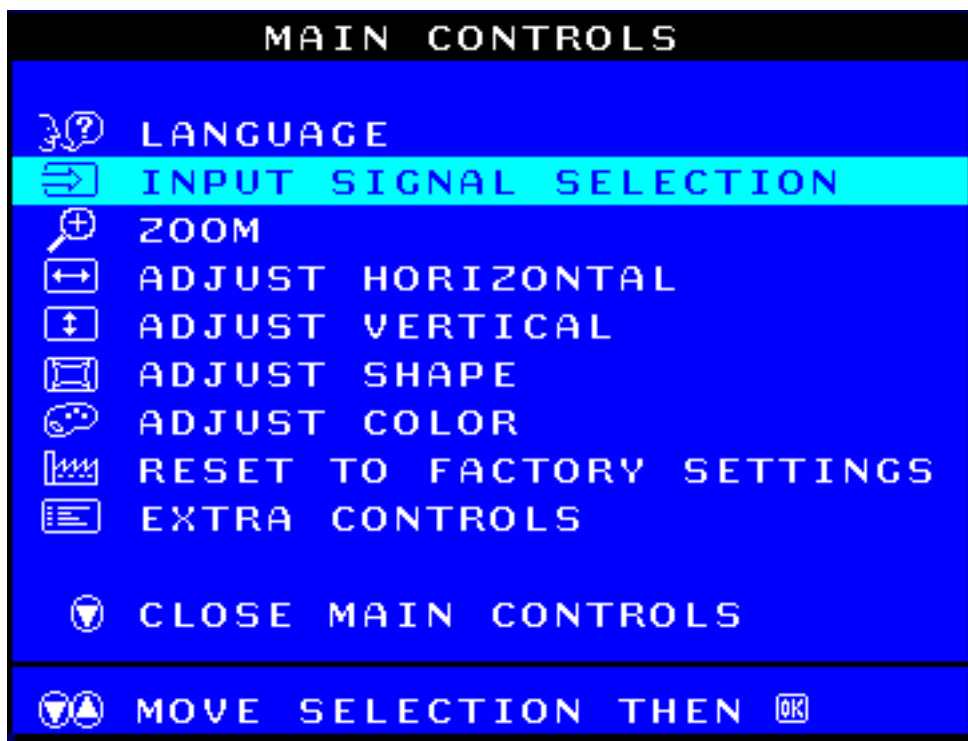 MAIN CONTROLS
LANGUAGE
INPUT SIGNAL SELECTION
ZOOM
ADJUST HORIZONTAL
ADJUST VERTICAL
ADJUST SHAPE
ADJUST COLOR
RESET TO FACTORY SETTINGS
EXTRA CONTROLS
CLOSE MAIN CONTROLS
MOVE SELECTION THEN OK